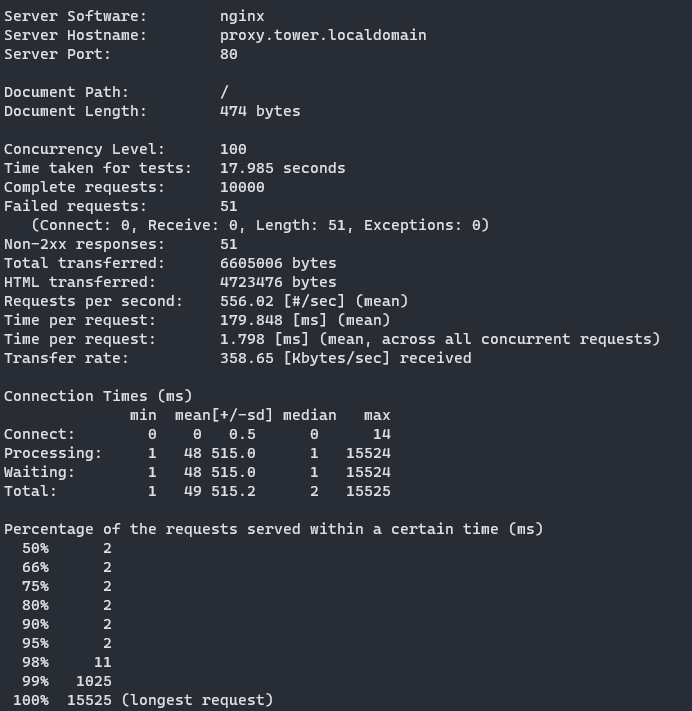 Server Software: nginx
Server Hostname: proxy.tower.localdomain
Server Port: 80
Document Path: /
Document Length: 474 bytes
Concurrency Level: 100
Time taken for tests: 17.985 seconds
Complete requests: 10000
Failed requests: 51
(Connect: 0, Receive: 0, Length: 51, Exceptions: 0)
Non-2xx responses: 51
Total transferred: 6605006 bytes
HTML transferred: 4723476 bytes
Requests per second: 556.02 [#/sec] (mean)
Time per request: 179.848 [ms] (mean)
Time per request: 1.798 [ms] (mean, across all concurrent requests)
Transfer rate: 358.65 [Kbytes/sec] received
Connection Times (ms)
min mean[+/-sd] median max
Connect: 0 0 0.5 0 14
Processing: 1 48 515.0 1 15524
Waiting: 1 48 515.0 1 15524
Total: 1 49 515.2 2 15525
Percentage of the requests served within a certain time (ms)
50% 2
66% 2
75% 2
80% 2
90% 2
95% 2
98% 11
99% 1025
100% 15525 (longest request)